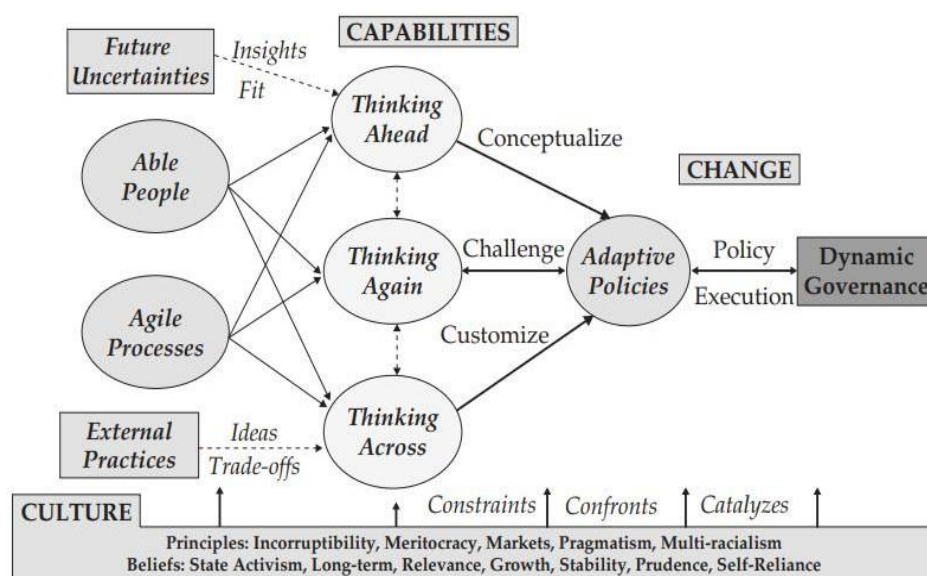 CAPABILITIES
Future
Uncertainties
Insights
Fit
Thinking
Ahead
Conceptualize
Able
People
CHANGE
Thinking
Again
Challenge
Adaptive
Policies
Policy
Execution
Dynamic
Governance
Agile
Processes
Customize
Thinking
Across
External
Practices
Ideas
Trade-offs
CULTURE
Constraints
Confronts
Catalyzes
Principles: Incorruptibility, Meritocracy, Markets, Pragmatism, Multi-racialism
Beliefs: State Activism, Long-term, Relevance, Growth, Stability, Prudence, Self-Reliance